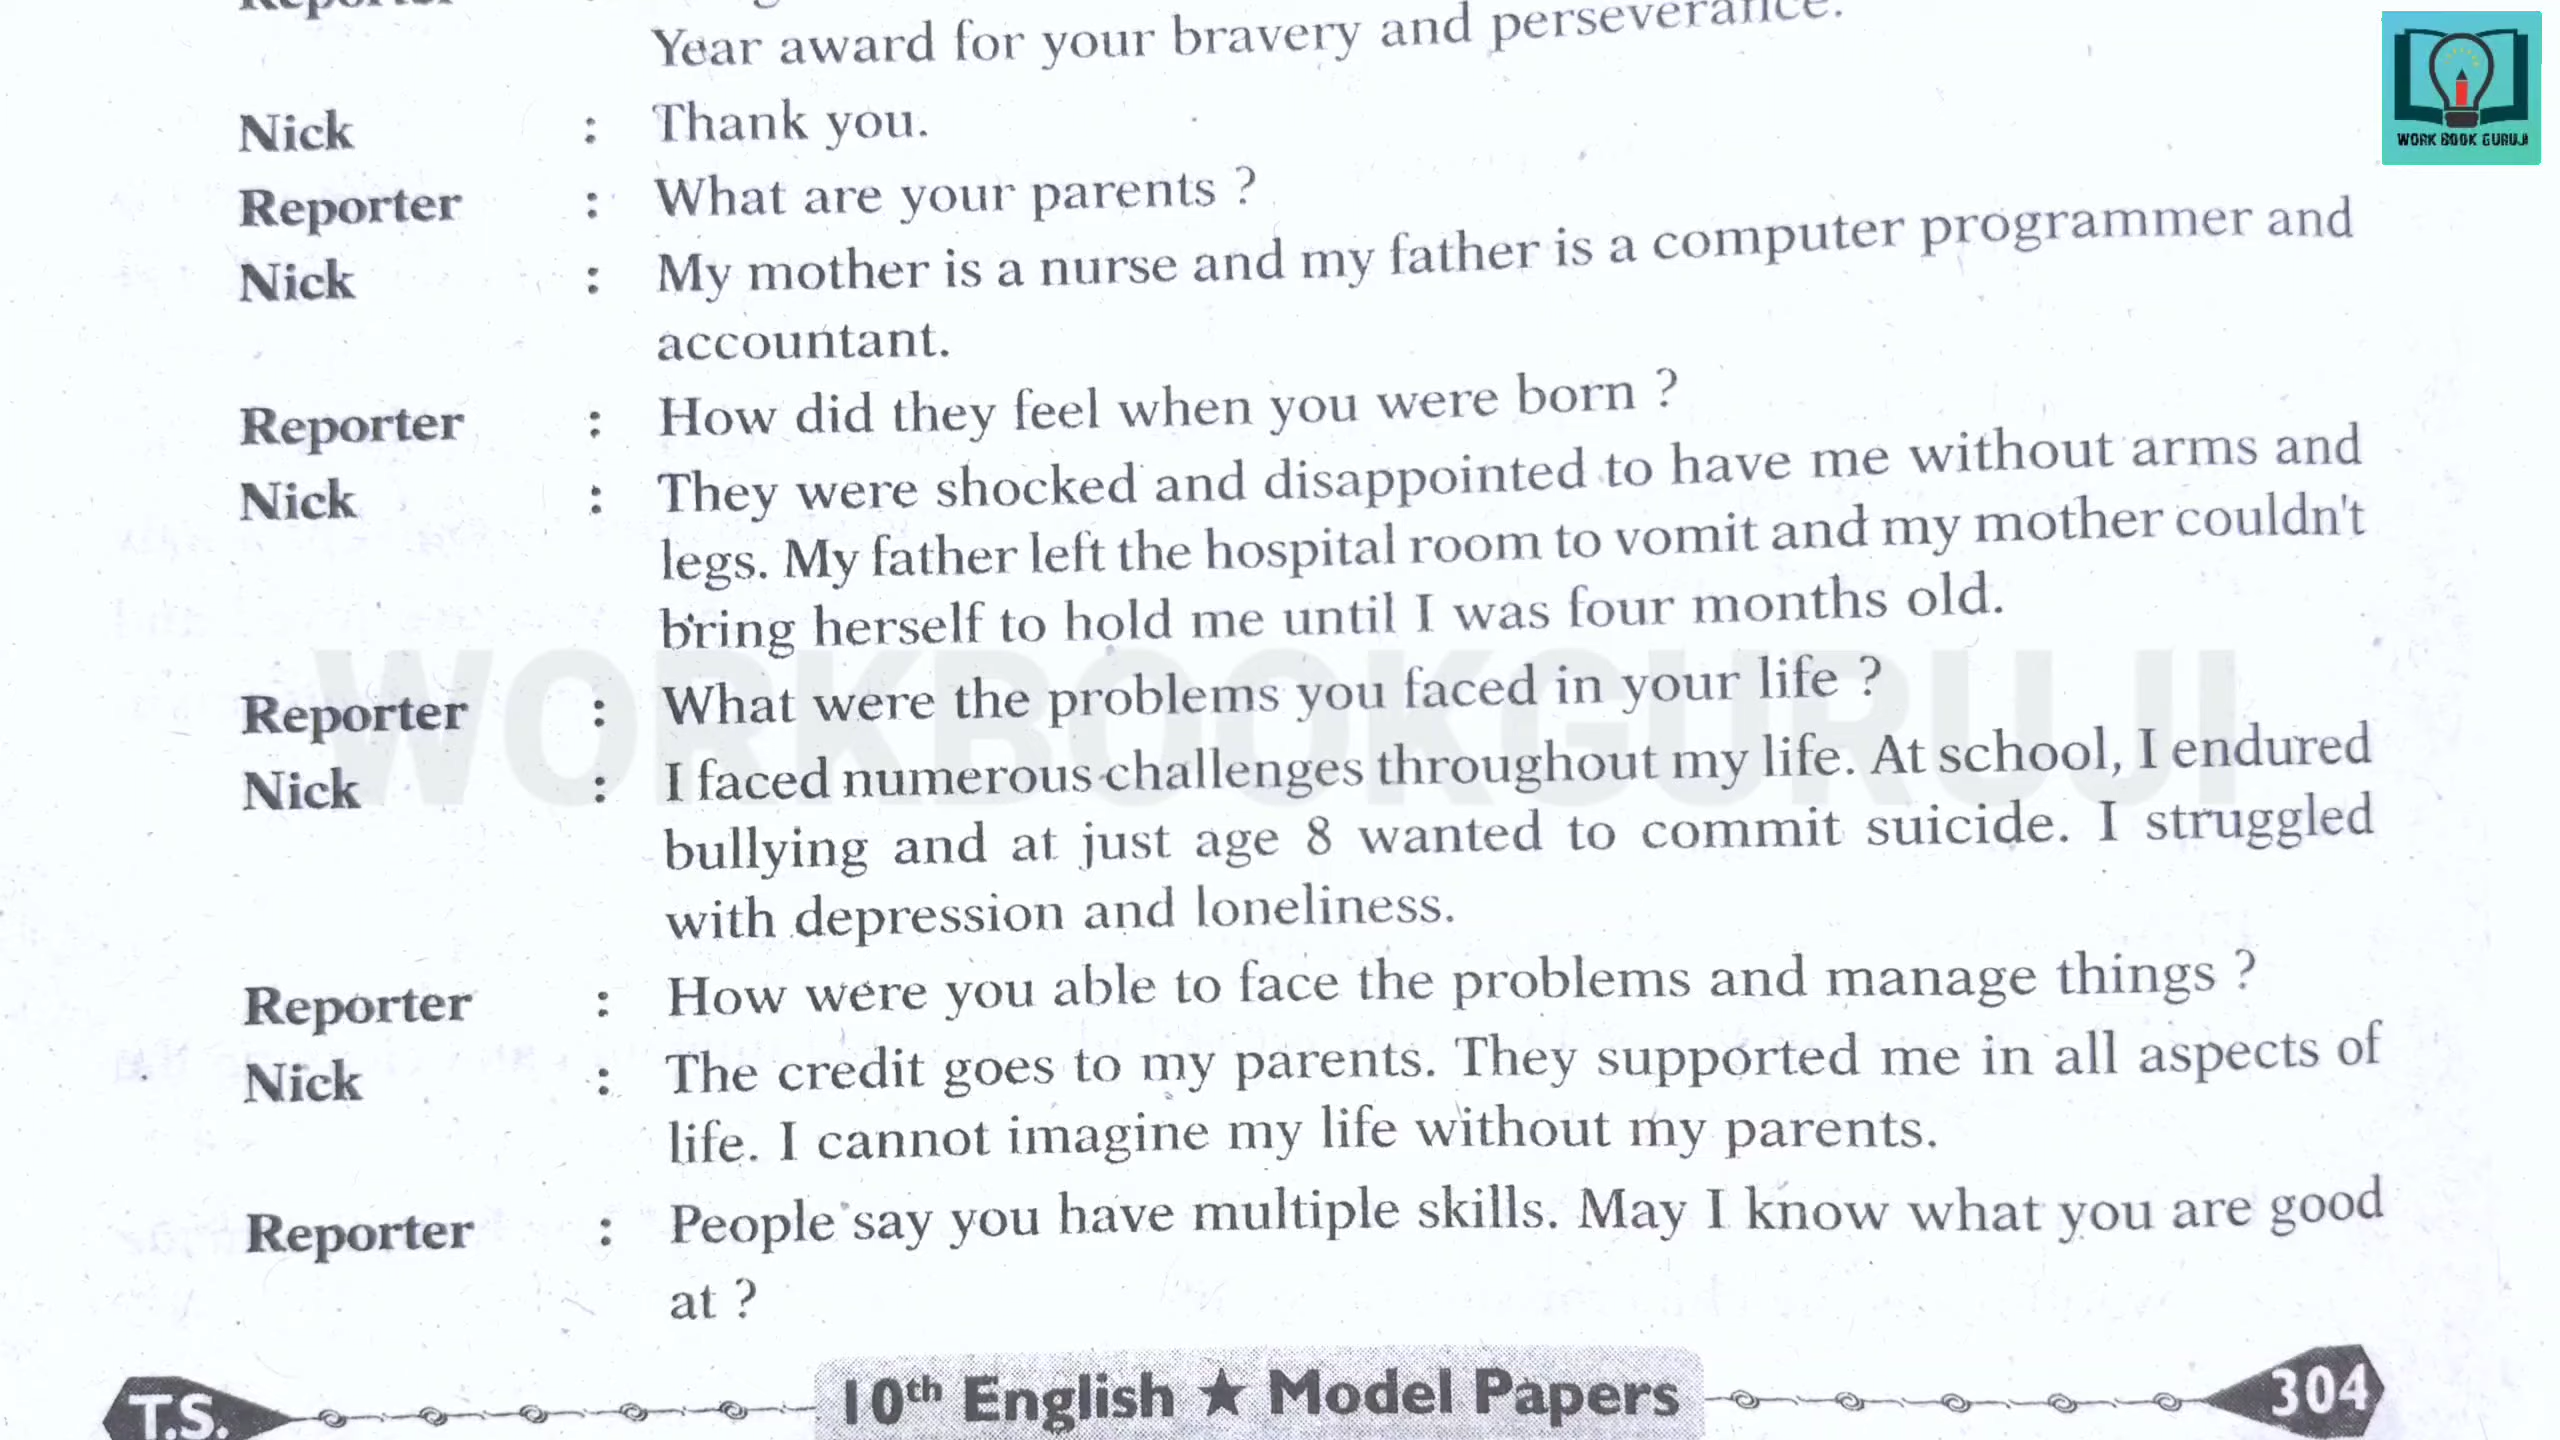 Reporter :
Year award for your bravery and perseverance.
Nick : Thank you.
Reporter : What are your parents ?
Nick : My mother is a nurse and my father is a computer programmer and
accountant.
Reporter : How did they feel when you were born ?
Nick : They were shocked and disappointed to have me without arms and
legs. My father left the hospital room to vomit and my mother couldn't
bring herself to hold me until I was four months old.
Reporter : What were the problems you faced in your life ?
Nick : I faced numerous challenges throughout my life. At school, I endured
bullying and at just age 8 wanted to commit suicide. I struggled
with depression and loneliness.
Reporter : How were you able to face the problems and manage things ?
Nick : The credit goes to my parents. They supported me in all aspects of
life. I cannot imagine my life without my parents.
Reporter : People say you have multiple skills. May I know what you are good
at ?
T.S. 10th English ★ Model Papers 304
WORK BOOK GURUJI
WORKBOOKGURUJI